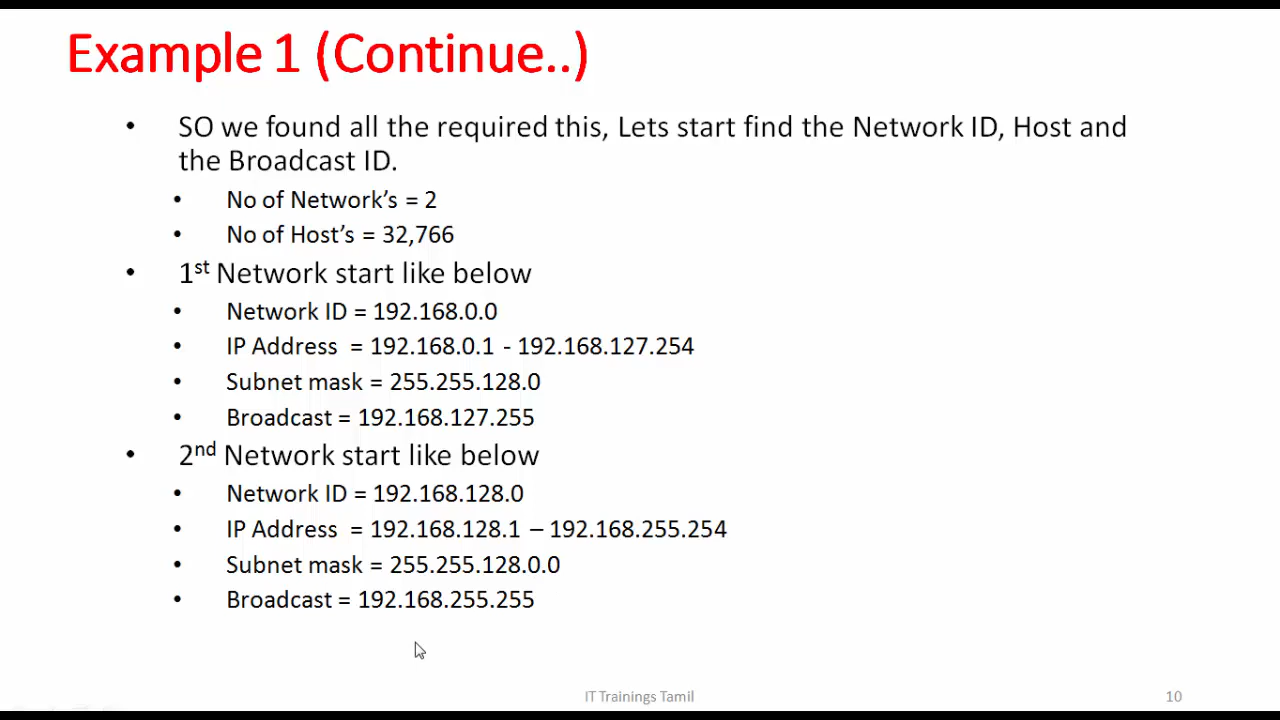 Example 1 (Continue..)
• SO we found all the required this, Lets start find the Network ID, Host and
the Broadcast ID.
• No of Network’s = 2
• No of Host’s = 32,766
• 1st Network start like below
• Network ID = 192.168.0.0
• IP Address = 192.168.0.1 - 192.168.127.254
• Subnet mask = 255.255.128.0
• Broadcast = 192.168.127.255
• 2nd Network start like below
• Network ID = 192.168.128.0
• IP Address = 192.168.128.1 – 192.168.255.254
• Subnet mask = 255.255.128.0.0
• Broadcast = 192.168.255.255
IT Trainings Tamil
10